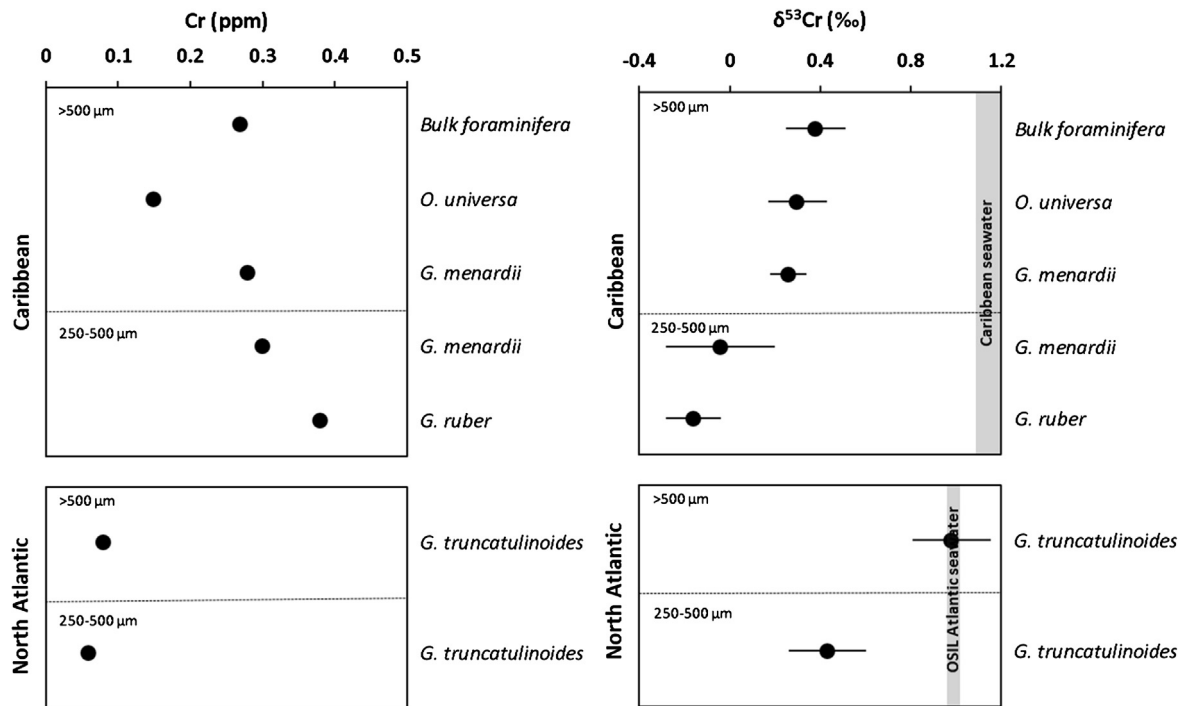 Cr (ppm)
0 0.1 0.2 0.3 0.4 0.5
Caribbean
>500 µm
Bulk foraminifera
O. universa
G. menardii
250-500 µm
G. menardii
G. ruber
North Atlantic
>500 µm
G. truncatulinoides
250-500 µm
G. truncatulinoides
δ⁵³Cr (‰)
-0.4 0 0.4 0.8 1.2
Caribbean
>500 µm
Caribbean seawater
Bulk foraminifera
O. universa
G. menardii
250-500 µm
G. menardii
G. ruber
North Atlantic
>500 µm
OSIL Atlantic seawater
G. truncatulinoides
250-500 µm
G. truncatulinoides